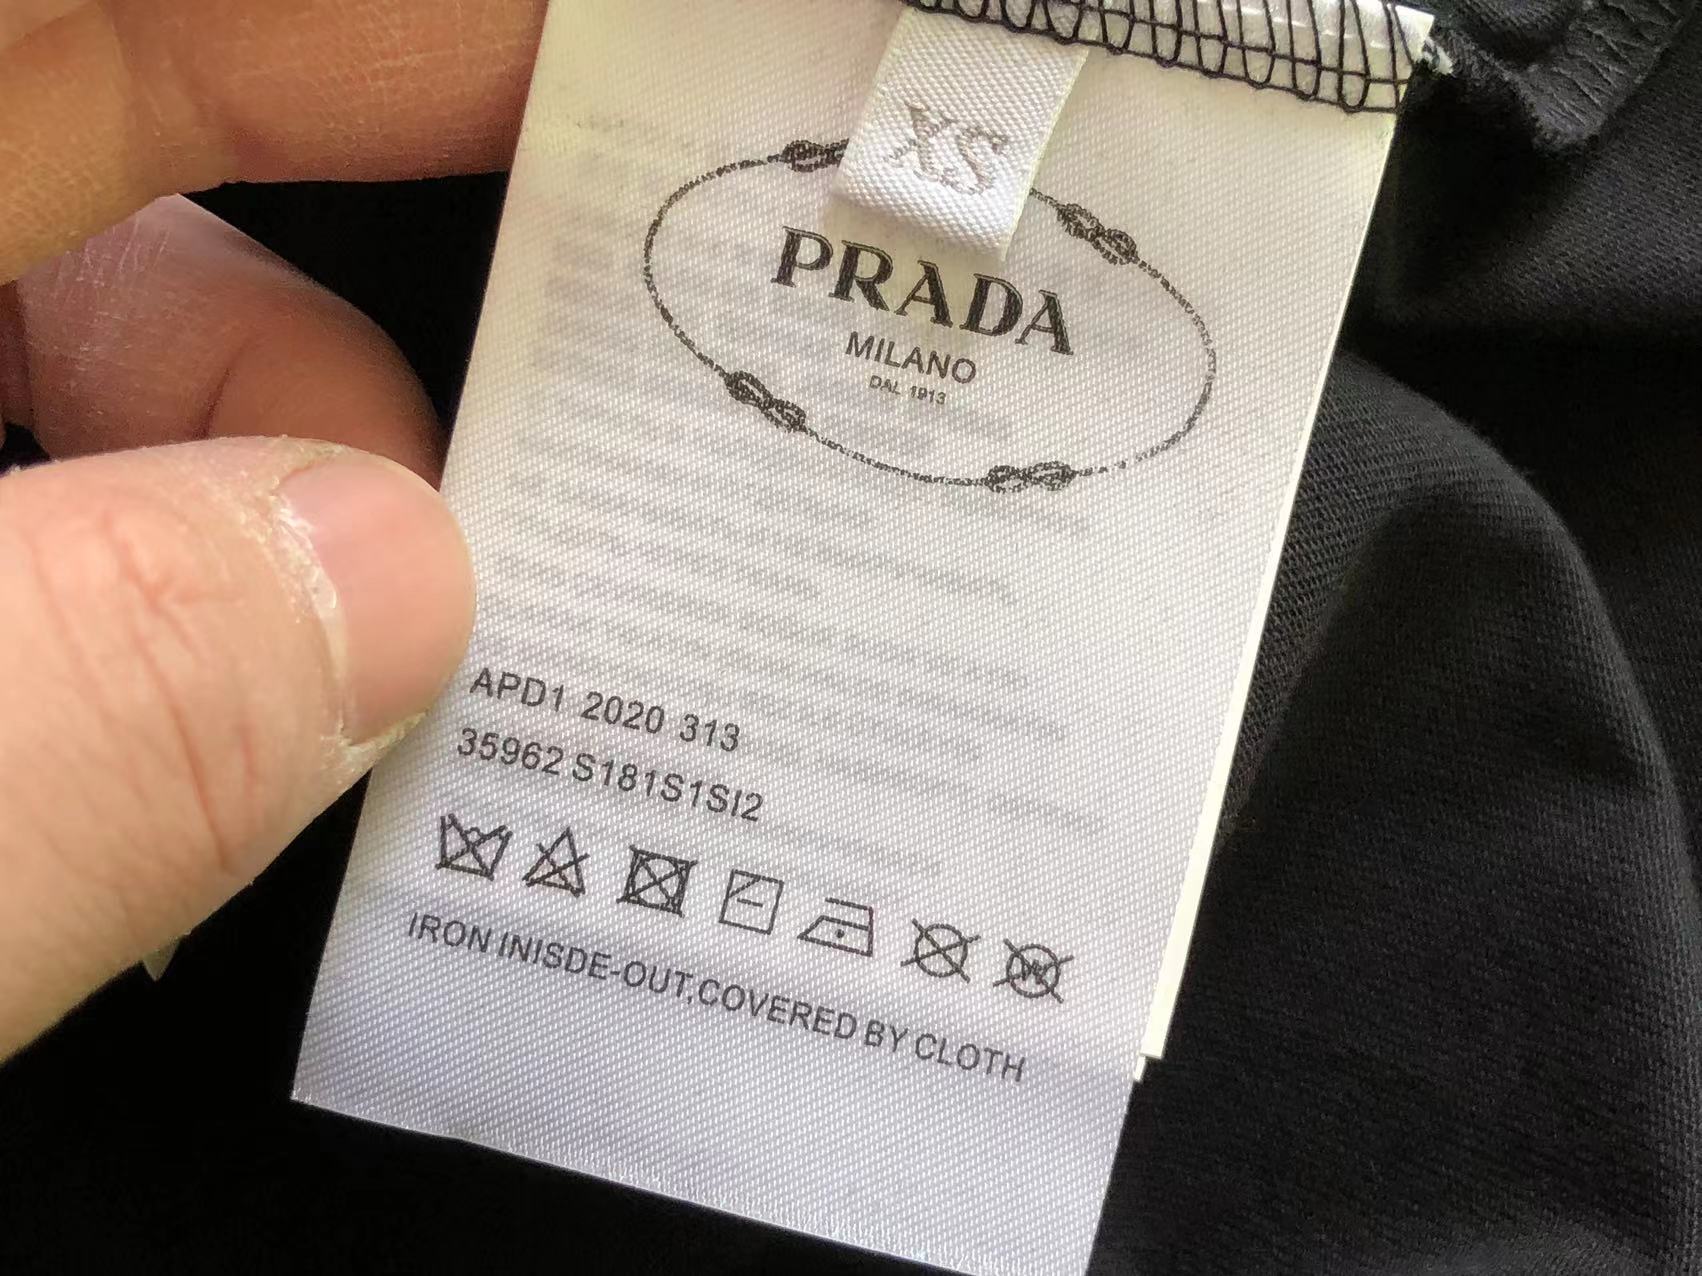 XS
PRADA
MILANO
DAL 1913
APD1 2020 313
35962 S181S1SI2
IRON INISDE-OUT,COVERED BY CLOTH